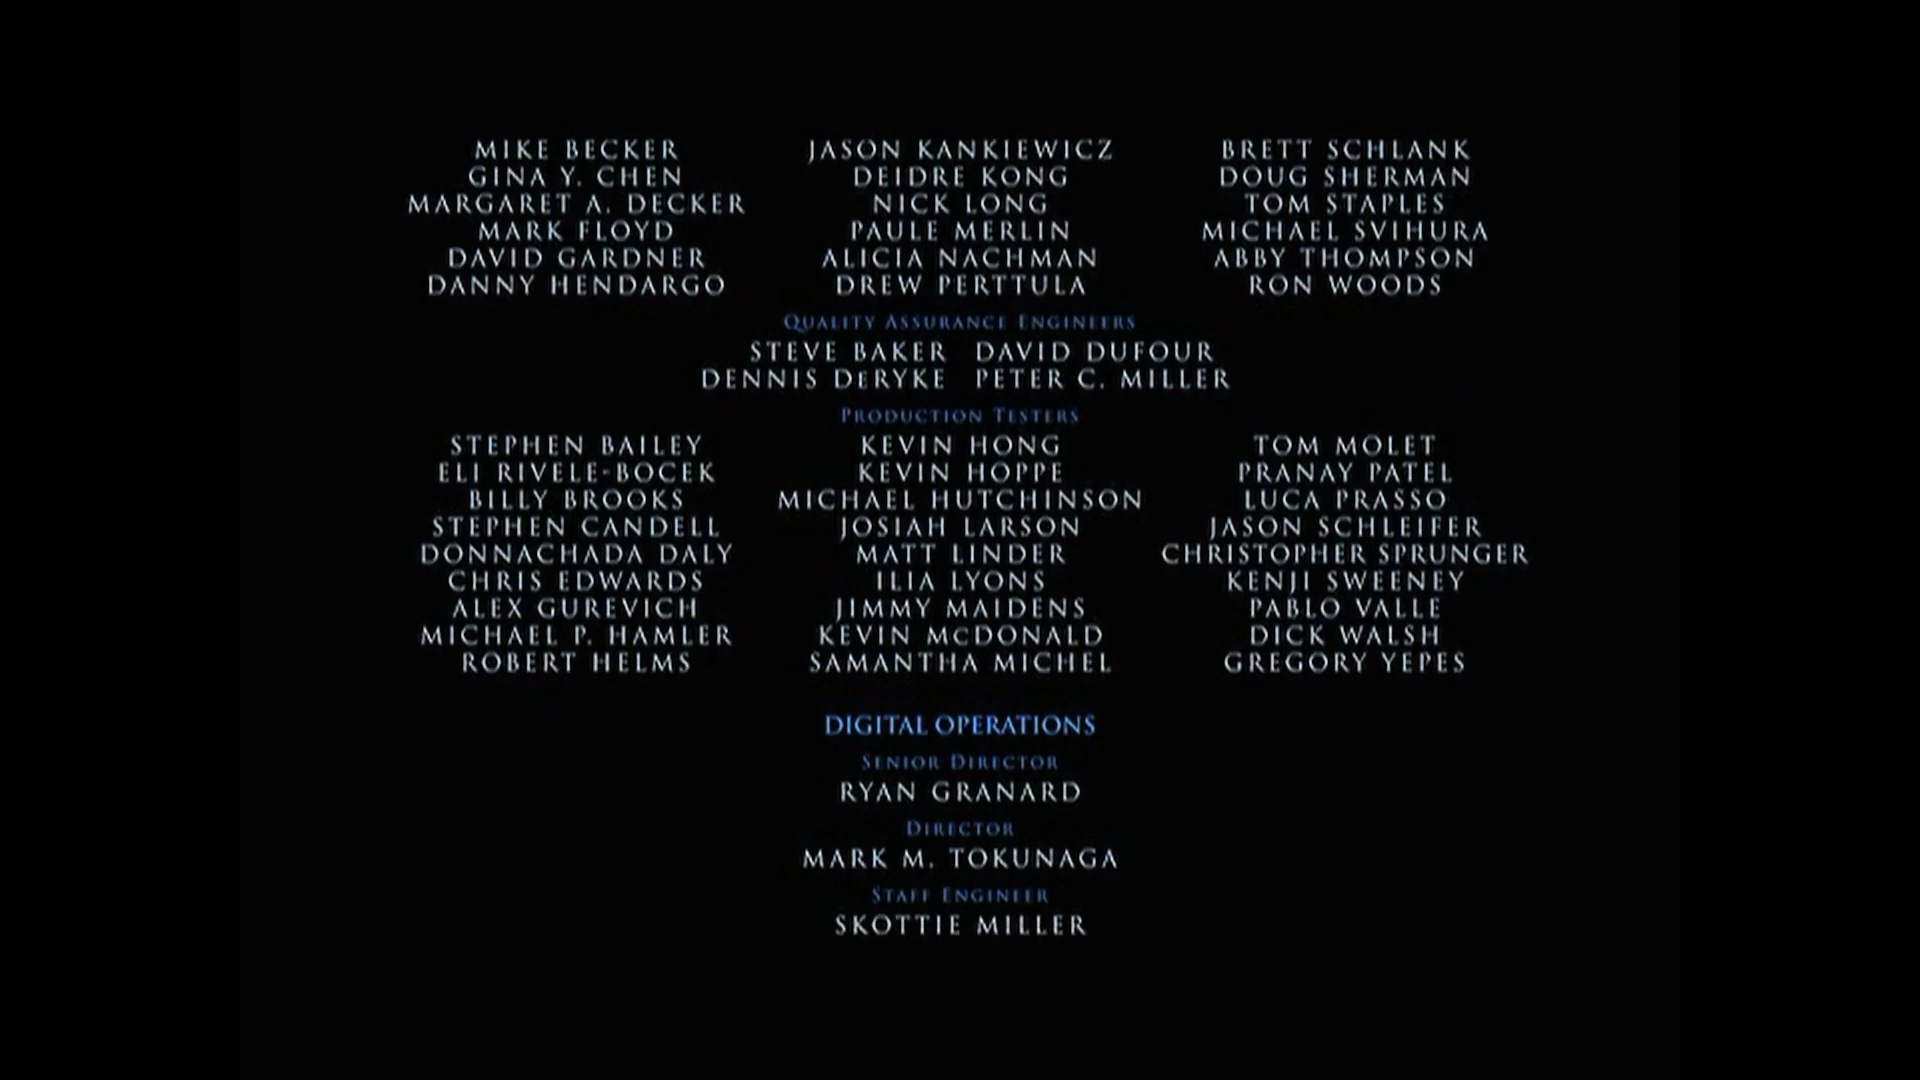 MIKE BECKER JASON KANKIEWICZ BRETT SCHLANK
GINA Y. CHEN DEIDRE KONG DOUG SHERMAN
MARGARET A. DECKER NICK LONG TOM STAPLES
MARK FLOYD PAULE MERLIN MICHAEL SVIHURA
DAVID GARDNER ALICIA NACHMAN ABBY THOMPSON
DANNY HENDARGO DREW PERTTULA RON WOODS
QUALITY ASSURANCE ENGINEERS
STEVE BAKER DAVID DUFOUR
DENNIS DERYKE PETER C. MILLER
PRODUCTION TESTERS
STEPHEN BAILEY KEVIN HONG TOM MOLET
ELI RIVELE-BOCEK KEVIN HOPPE PRANAY PATEL
BILLY BROOKS MICHAEL HUTCHINSON LUCA PRASSO
STEPHEN CANDELL JOSIAH LARSON JASON SCHLEIFER
DONNACHADA DALY MATT LINDER CHRISTOPHER SPRUNGER
CHRIS EDWARDS ILIA LYONS KENJI SWEENEY
ALEX GUREVICH JIMMY MAIDENS PABLO VALLE
MICHAEL P. HAMLER KEVIN MCDONALD DICK WALSH
ROBERT HELMS SAMANTHA MICHEL GREGORY YEPES
DIGITAL OPERATIONS
SENIOR DIRECTOR
RYAN GRANARD
DIRECTOR
MARK M. TOKUNAGA
STAFF ENGINEER
SKOTTIE MILLER